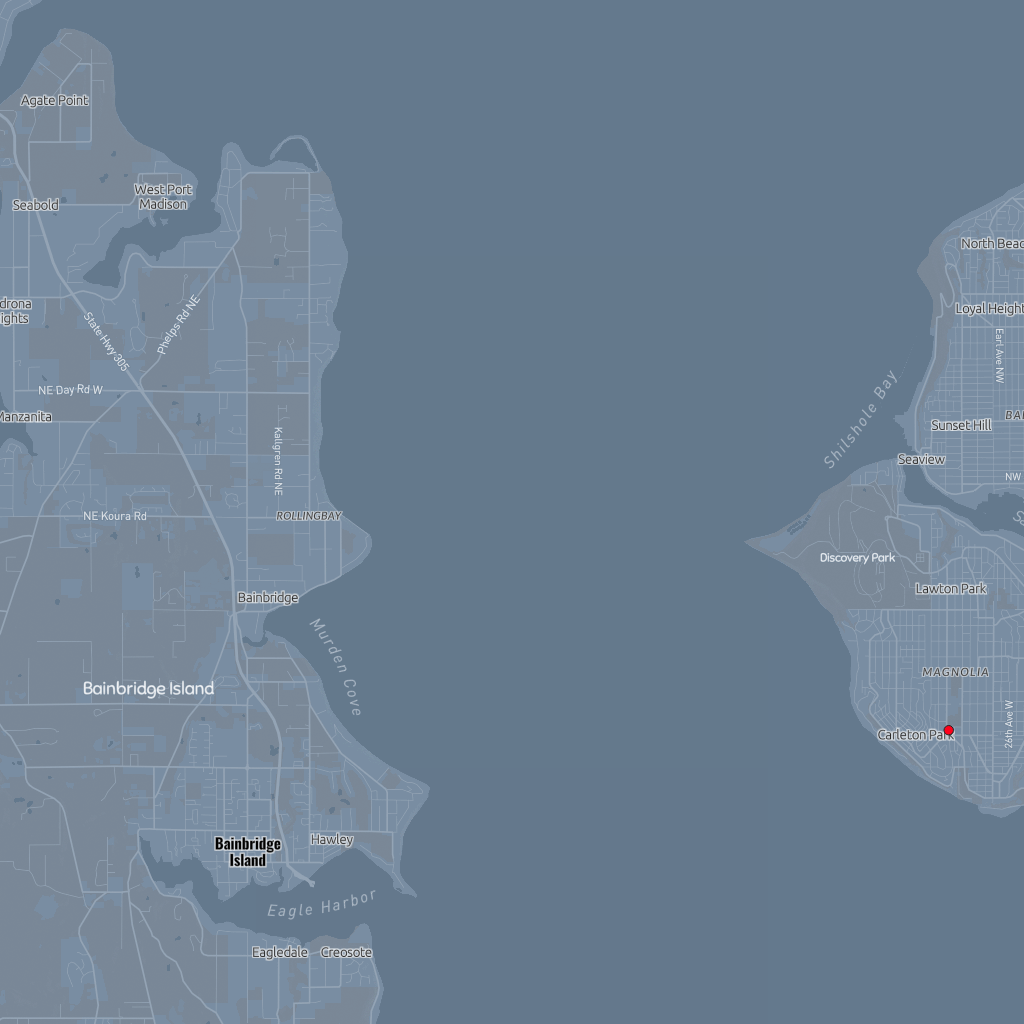 Agate Point
West Port
Madison
Seabold
North Beac
drona
ights
Loyal Height
Phelps Rd NE
State Hwy 305
Earl Ave NW
NE Day Rd W
Manzanita
Shilshole Bay
BAL
Sunset Hill
Kallgren Rd NE
Seaview
NW
NE Koura Rd
ROLLINGBAY
Discovery Park
Lawton Park
Bainbridge
Murden Cove
MAGNOLIA
Bainbridge Island
26th Ave W
Carleton Park
Bainbridge
Island
Hawley
Eagle Harbor
Eagledale
Creosote